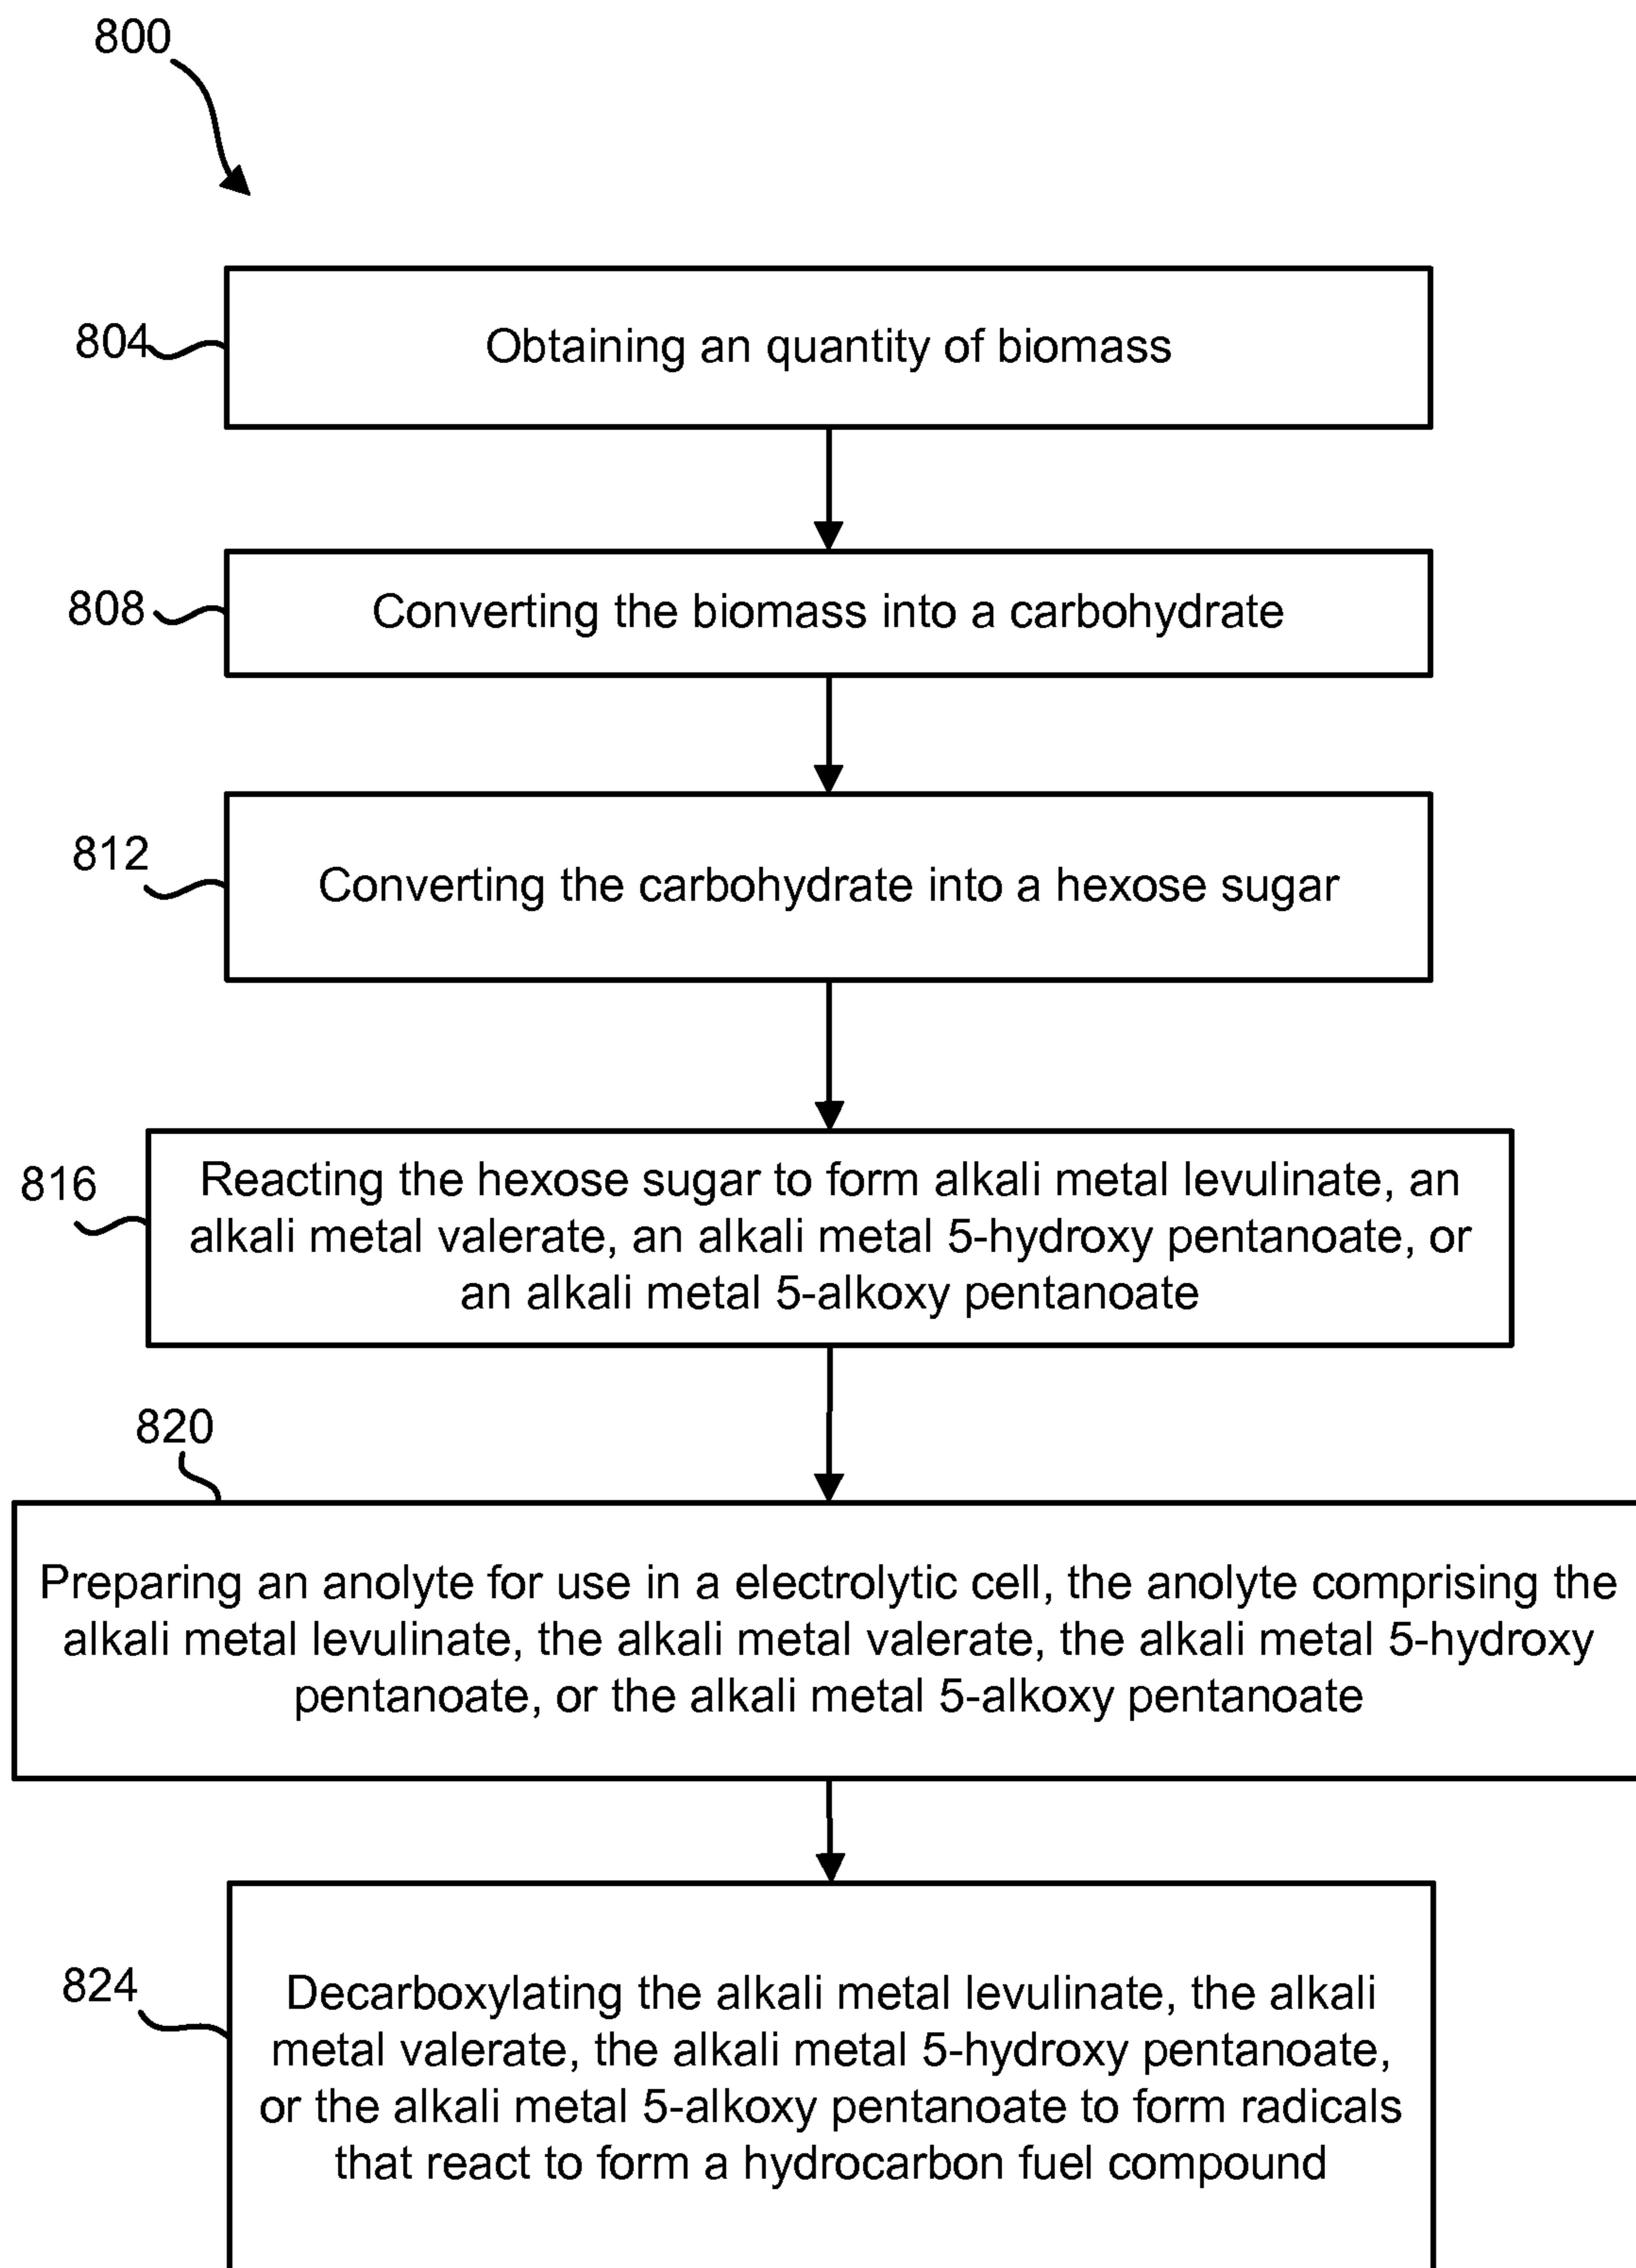 800
804
Obtaining an quantity of biomass
808
Converting the biomass into a carbohydrate
812
Converting the carbohydrate into a hexose sugar
816
Reacting the hexose sugar to form alkali metal levulinate, an
alkali metal valerate, an alkali metal 5-hydroxy pentanoate, or
an alkali metal 5-alkoxy pentanoate
820
Preparing an anolyte for use in a electrolytic cell, the anolyte comprising the
alkali metal levulinate, the alkali metal valerate, the alkali metal 5-hydroxy
pentanoate, or the alkali metal 5-alkoxy pentanoate
824
Decarboxylating the alkali metal levulinate, the alkali
metal valerate, the alkali metal 5-hydroxy pentanoate,
or the alkali metal 5-alkoxy pentanoate to form radicals
that react to form a hydrocarbon fuel compound